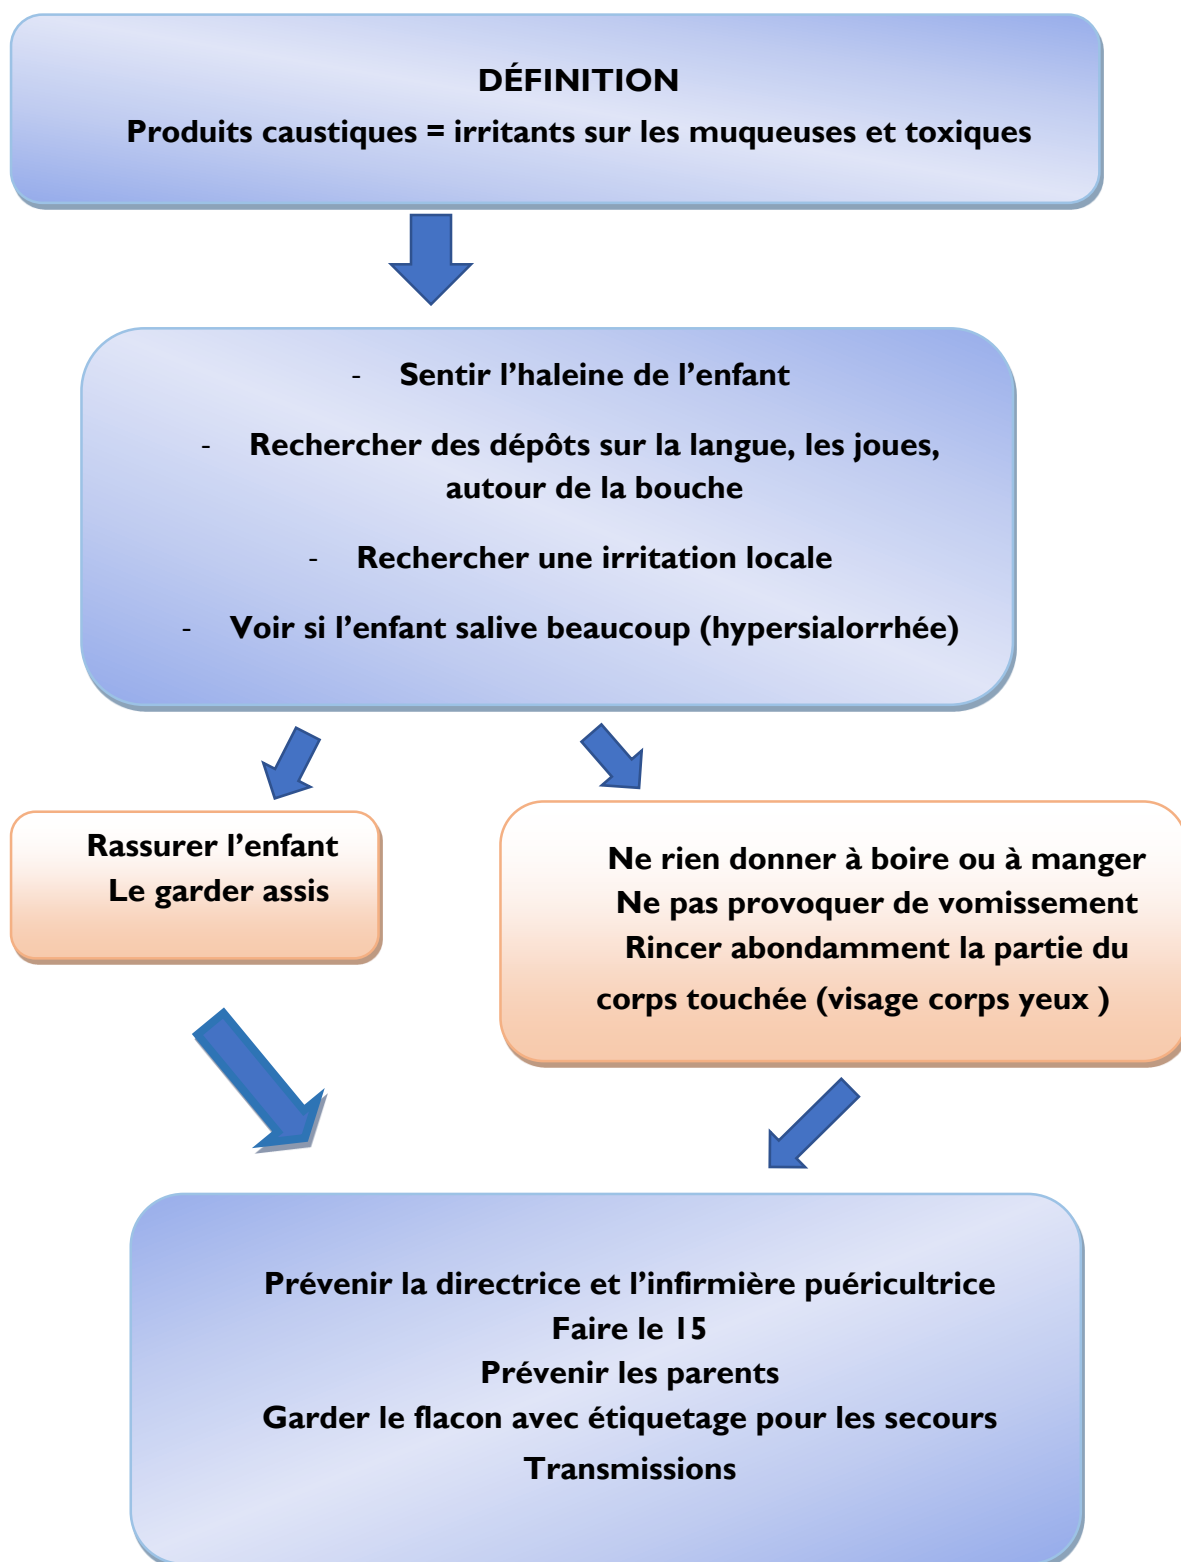 DÉFINITION
Produits caustiques = irritants sur les muqueuses et toxiques
- Sentir l’haleine de l’enfant
- Rechercher des dépôts sur la langue, les joues,
autour de la bouche
- Rechercher une irritation locale
- Voir si l’enfant salive beaucoup (hypersialorrhée)
Rassurer l’enfant
Le garder assis
Ne rien donner à boire ou à manger
Ne pas provoquer de vomissement
Rincer abondamment la partie du
corps touchée (visage corps yeux )
Prévenir la directrice et l’infirmière puéricultrice
Faire le 15
Prévenir les parents
Garder le flacon avec étiquetage pour les secours
Transmissions